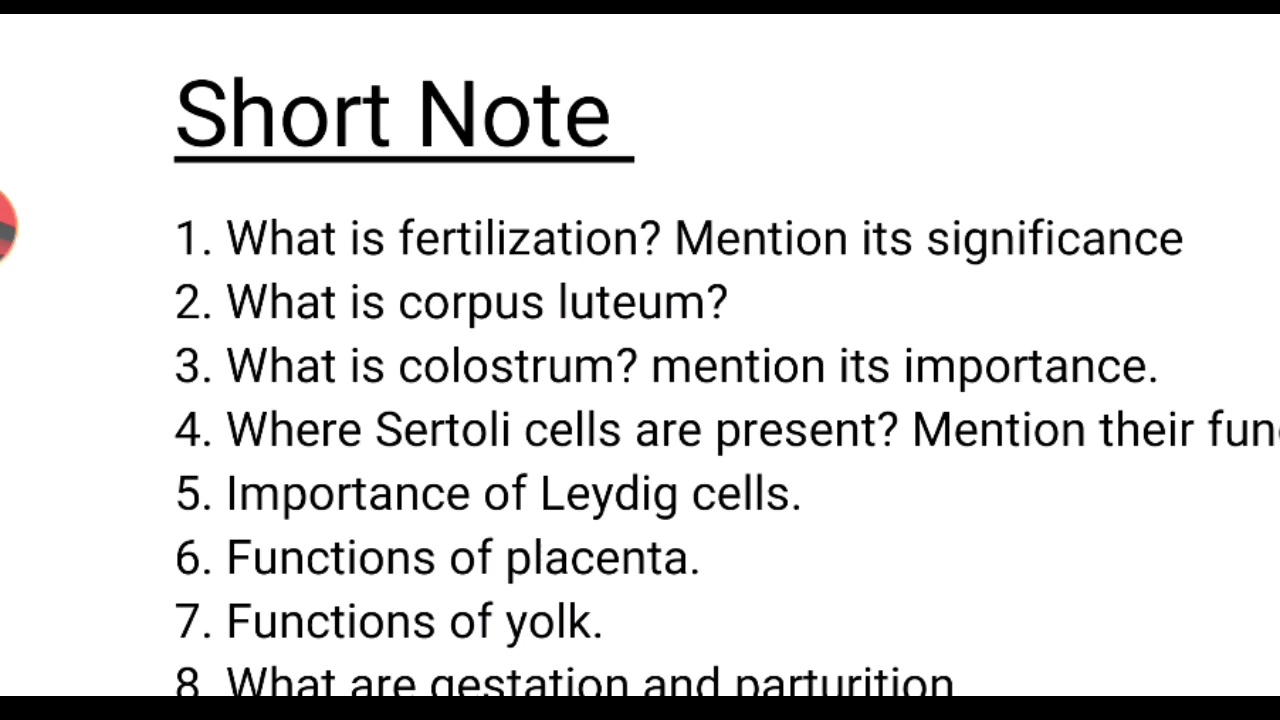 Short Note
1. What is fertilization? Mention its significance
2. What is corpus luteum?
3. What is colostrum? mention its importance.
4. Where Sertoli cells are present? Mention their
5. Importance of Leydig cells.
6. Functions of placenta.
7. Functions of yolk.
8. What are gestation and parturition